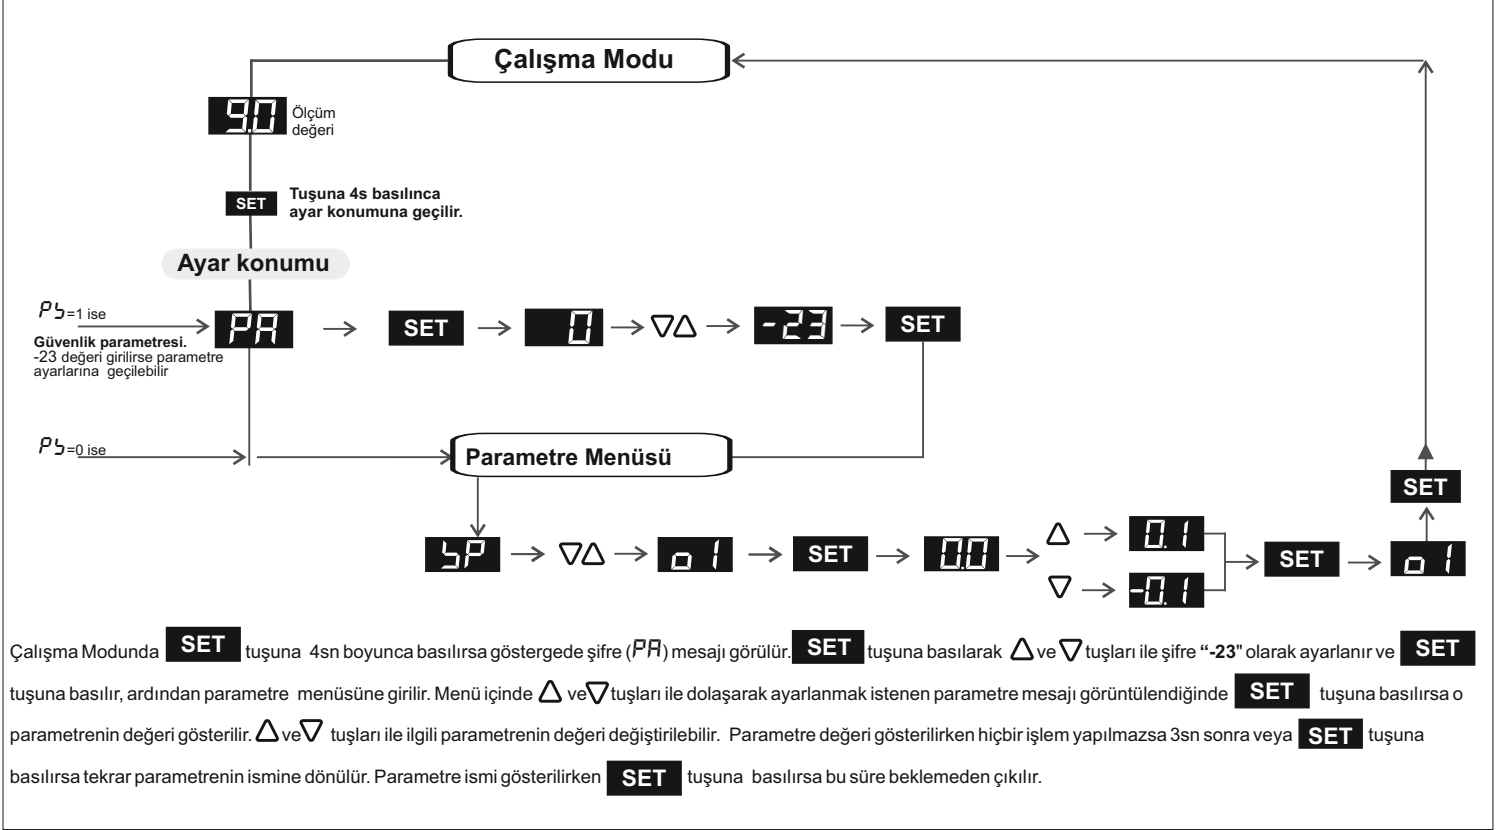 Çalışma Modu
9.0 Ölçüm
değeri
SET Tuşuna 4s basılınca
ayar konumuna geçilir.
Ayar konumu
PS=1 ise
Güvenlik parametresi.
-23 değeri girilirse parametre
ayarlarına geçilebilir
PA SET 0 -23 SET
PS=0 ise
Parametre Menüsü
SET
SP o1 SET 0.0 0.1 -0.1 SET o1
Çalışma Modunda SET tuşuna 4sn boyunca basılırsa göstergede şifre (PA) mesajı görülür. SET tuşuna basılarak △ ve ▽ tuşları ile şifre “-23" olarak ayarlanır ve SET
tuşuna basılır, ardından parametre menüsüne girilir. Menü içinde △ ve ▽ tuşları ile dolaşarak ayarlanmak istenen parametre mesajı görüntülendiğinde SET tuşuna basılırsa o
parametrenin değeri gösterilir. △ ve ▽ tuşları ile ilgili parametrenin değeri değiştirilebilir. Parametre değeri gösterilirken hiçbir işlem yapılmazsa 3sn sonra veya SET tuşuna
basılırsa tekrar parametrenin ismine dönülür. Parametre ismi gösterilirken SET tuşuna basılırsa bu süre beklemeden çıkılır.